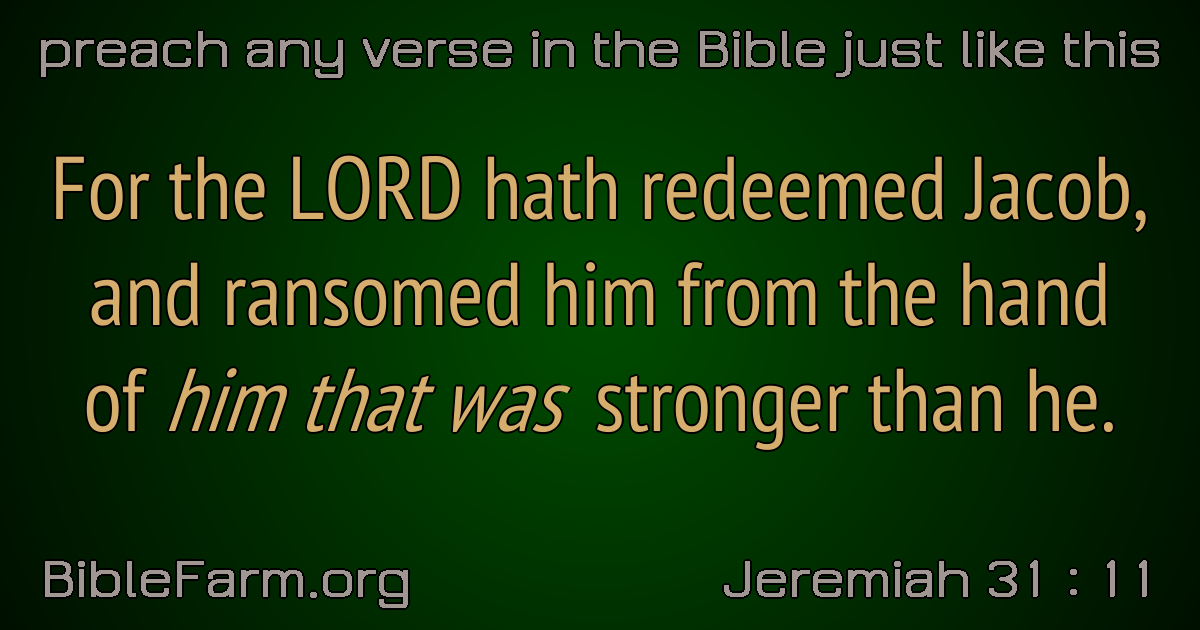 preach any verse in the Bible just like this
For the LORD hath redeemed Jacob,
and ransomed him from the hand
of him that was stronger than he.
BibleFarm.org
Jeremiah 31 : 11